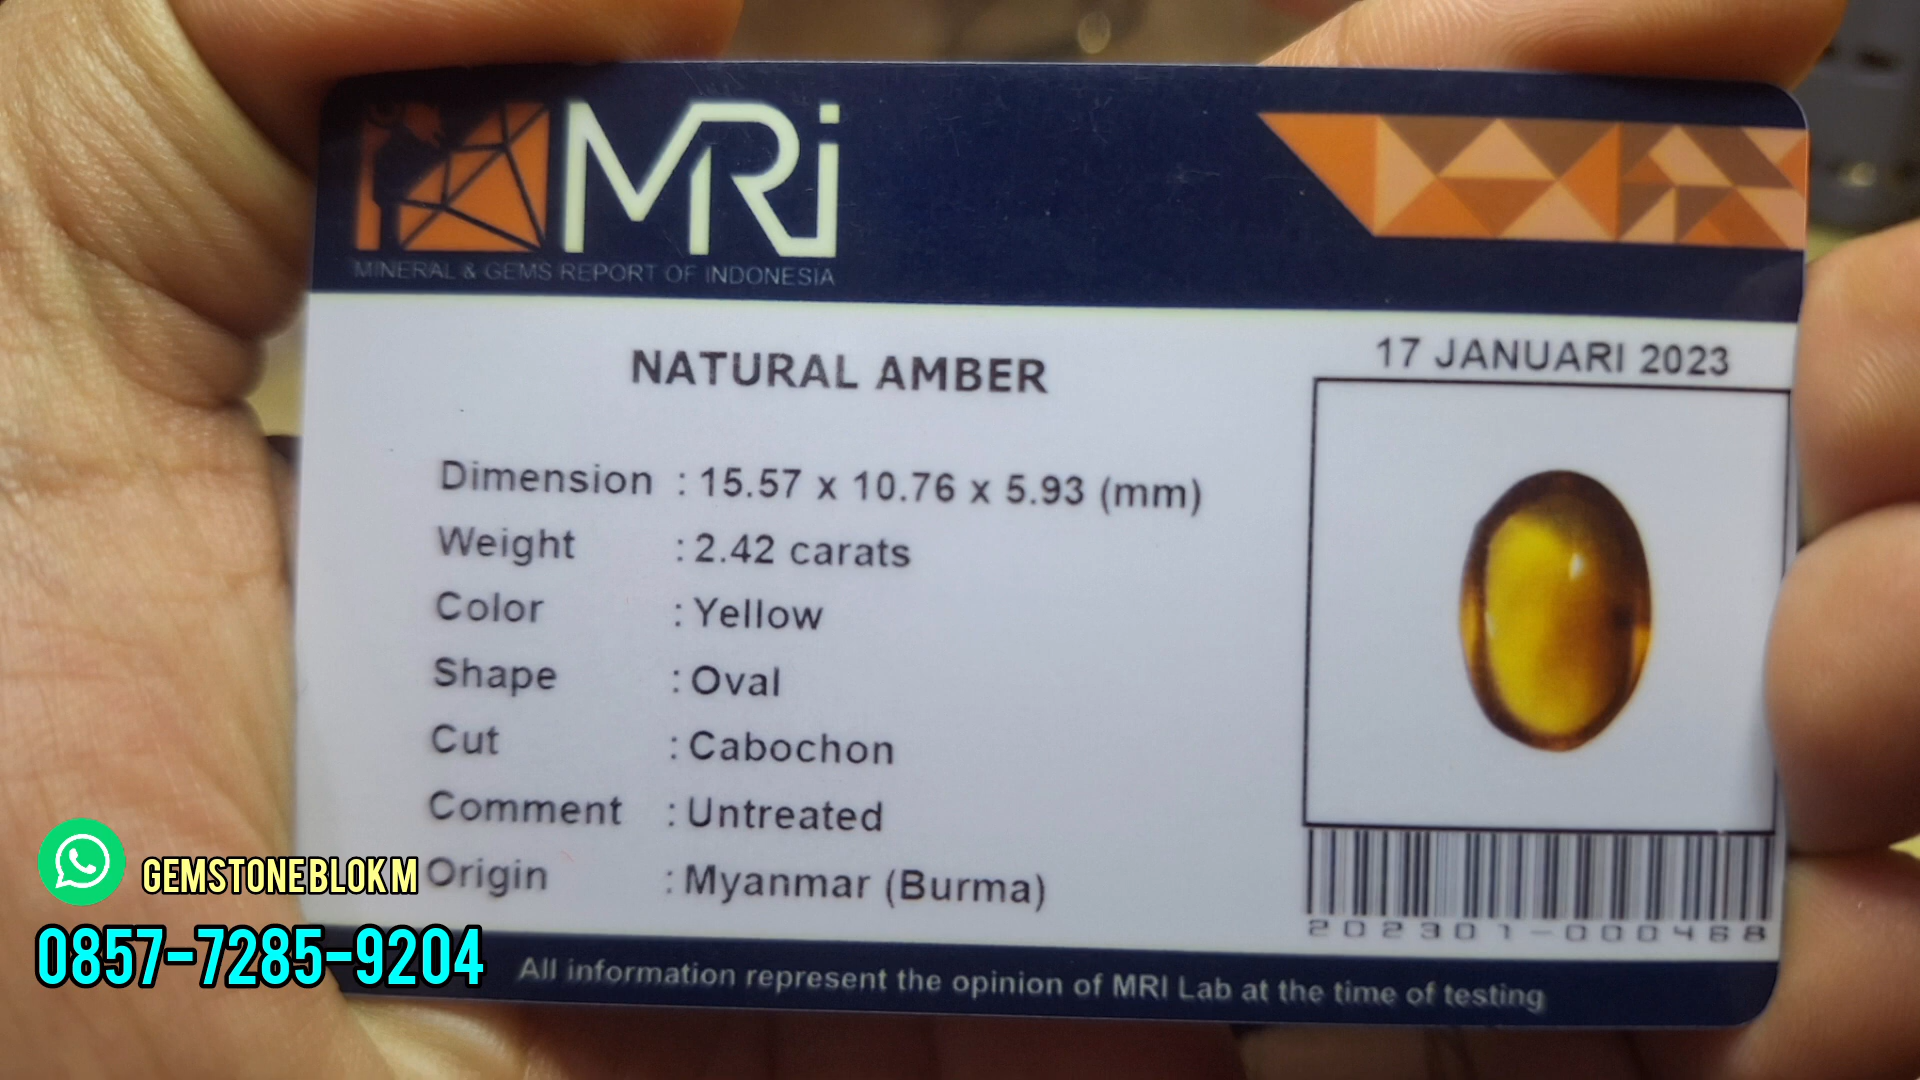 MRi
MINERAL & GEMS REPORT OF INDONESIA
NATURAL AMBER
17 JANUARI 2023
Dimension : 15.57 x 10.76 x 5.93 (mm)
Weight : 2.42 carats
Color : Yellow
Shape : Oval
Cut : Cabochon
Comment : Untreated
Origin : Myanmar (Burma)
202301-000468
All information represent the opinion of MRI Lab at the time of testing
GEMSTONEBLOKM
0857-7285-9204